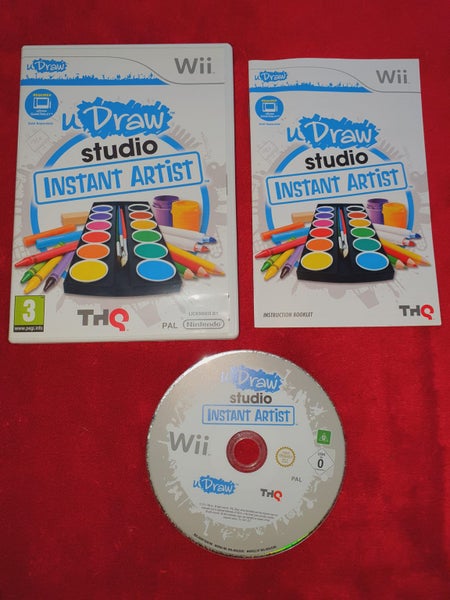 uDraw
Wii
uDraw
studio
INSTANT ARTIST
3
www.pegi.info
THQ
PAL
LICENSED BY
Nintendo
uDraw
Wii
uDraw
studio
INSTANT ARTIST
INSTRUCTION BOOKLET
THQ
uDraw
studio
INSTANT ARTIST
Wii
0
PAL
uDraw
THQ